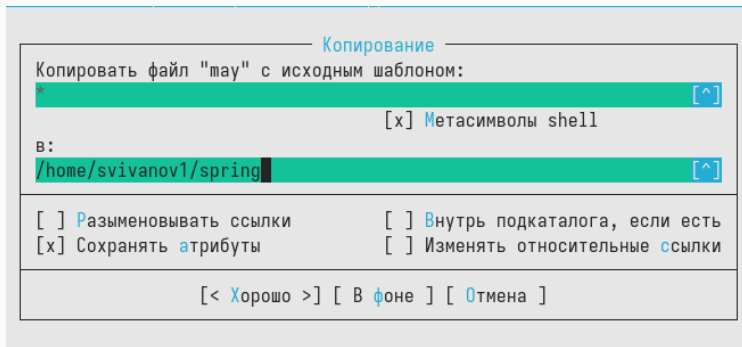 Копирование
Копировать файл "may" с исходным шаблоном:
* [^]
[x] Метасимволы shell
в:
/home/svivanov1/spring [^]
[ ] Разыменовывать ссылки [ ] Внутрь подкаталога, если есть
[x] Сохранять атрибуты [ ] Изменять относительные ссылки
[< Хорошо >] [ В фоне ] [ Отмена ]